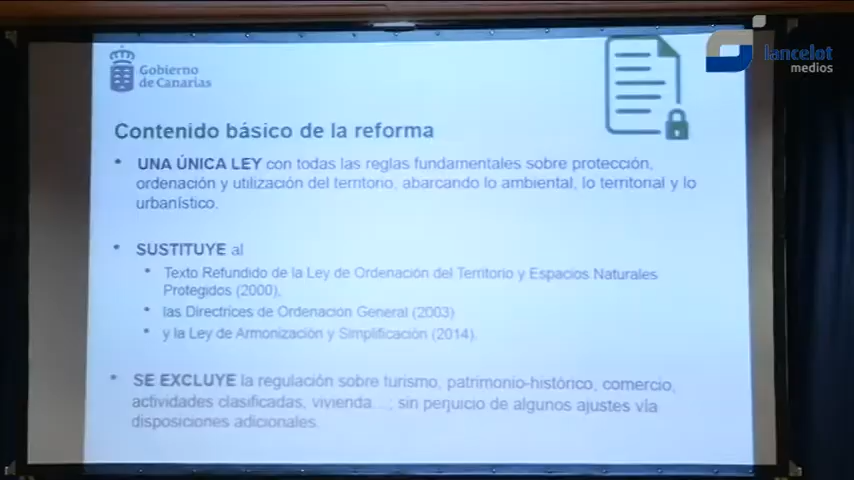 lancelot
medios
Gobierno
de Canarias
Contenido básico de la reforma
• UNA ÚNICA LEY con todas las reglas fundamentales sobre protección,
ordenación y utilización del territorio, abarcando lo ambiental, lo territorial y lo
urbanístico.
• SUSTITUYE al
• Texto Refundido de la Ley de Ordenación del Territorio y Espacios Naturales
Protegidos (2000),
• las Directrices de Ordenación General (2003)
• y la Ley de Armonización y Simplificación (2014).
• SE EXCLUYE la regulación sobre turismo, patrimonio-histórico, comercio,
actividades clasificadas, vivienda...; sin perjuicio de algunos ajustes vía
disposiciones adicionales.